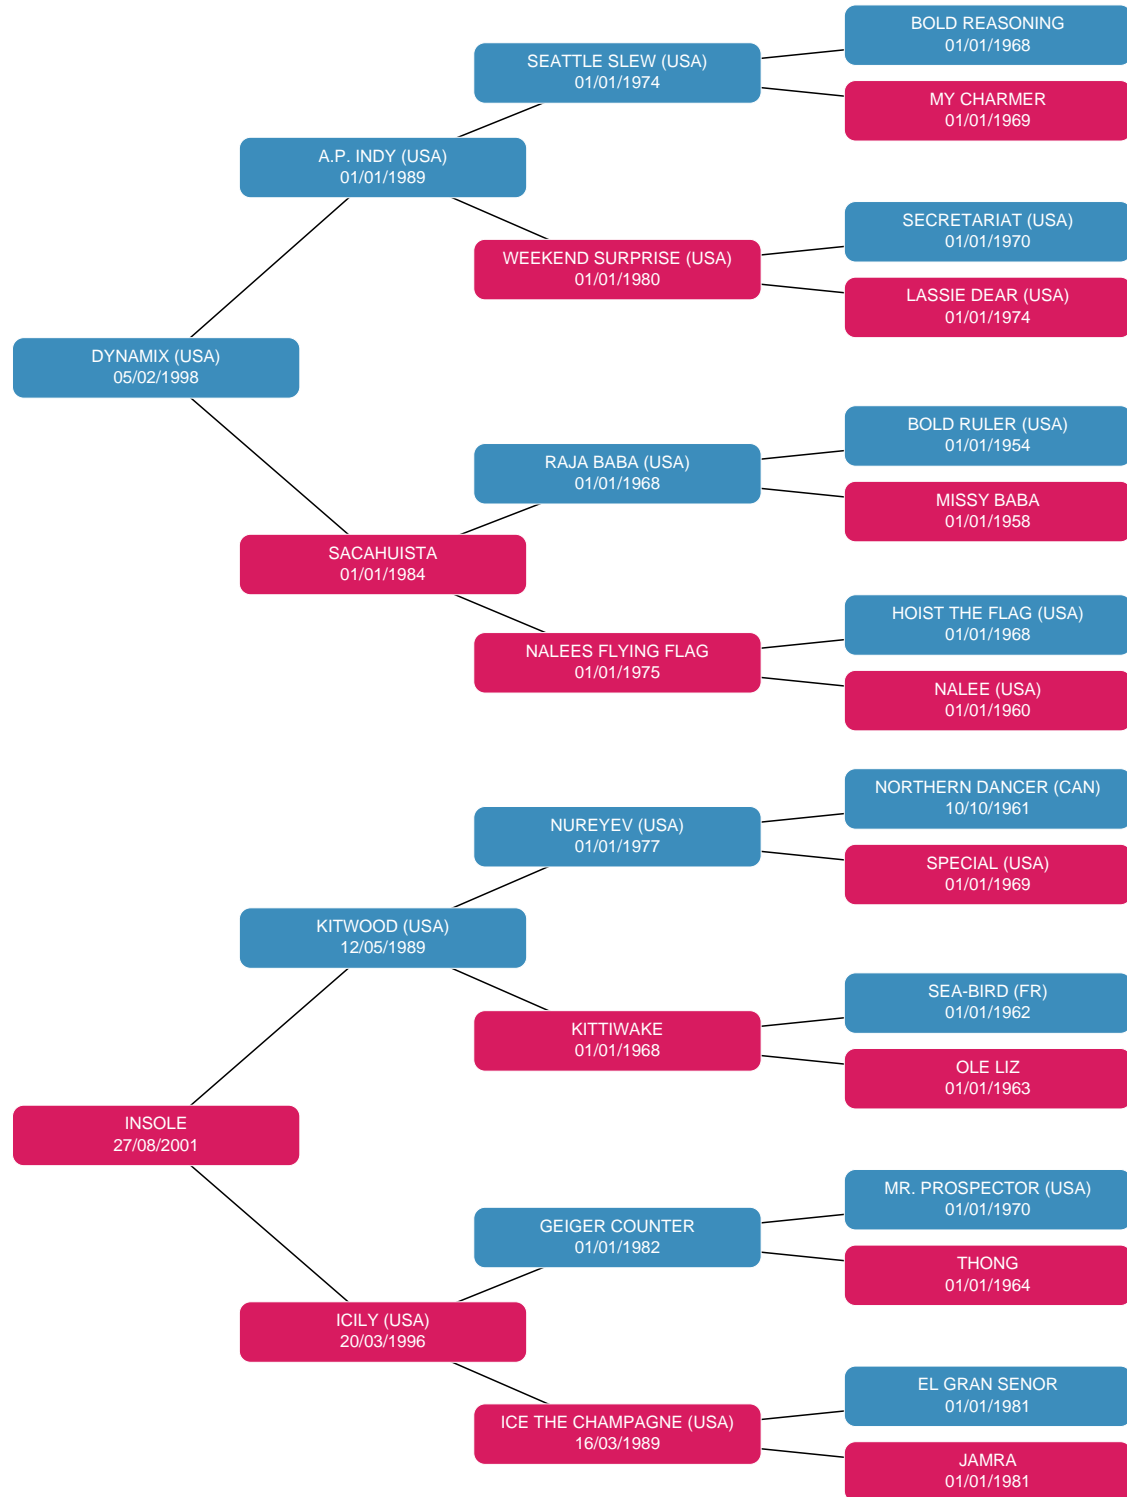 BOLD REASONING
01/01/1968
SEATTLE SLEW (USA)
01/01/1974
MY CHARMER
01/01/1969
A.P. INDY (USA)
01/01/1989
SECRETARIAT (USA)
01/01/1970
WEEKEND SURPRISE (USA)
01/01/1980
LASSIE DEAR (USA)
01/01/1974
DYNAMIX (USA)
05/02/1998
BOLD RULER (USA)
01/01/1954
RAJA BABA (USA)
01/01/1968
MISSY BABA
01/01/1958
SACAHUISTA
01/01/1984
HOIST THE FLAG (USA)
01/01/1968
NALEES FLYING FLAG
01/01/1975
NALEE (USA)
01/01/1960
NORTHERN DANCER (CAN)
10/10/1961
NUREYEV (USA)
01/01/1977
SPECIAL (USA)
01/01/1969
KITWOOD (USA)
12/05/1989
SEA-BIRD (FR)
01/01/1962
KITTIWAKE
01/01/1968
OLE LIZ
01/01/1963
INSOLE
27/08/2001
MR. PROSPECTOR (USA)
01/01/1970
GEIGER COUNTER
01/01/1982
THONG
01/01/1964
ICILY (USA)
20/03/1996
EL GRAN SENOR
01/01/1981
ICE THE CHAMPAGNE (USA)
16/03/1989
JAMRA
01/01/1981